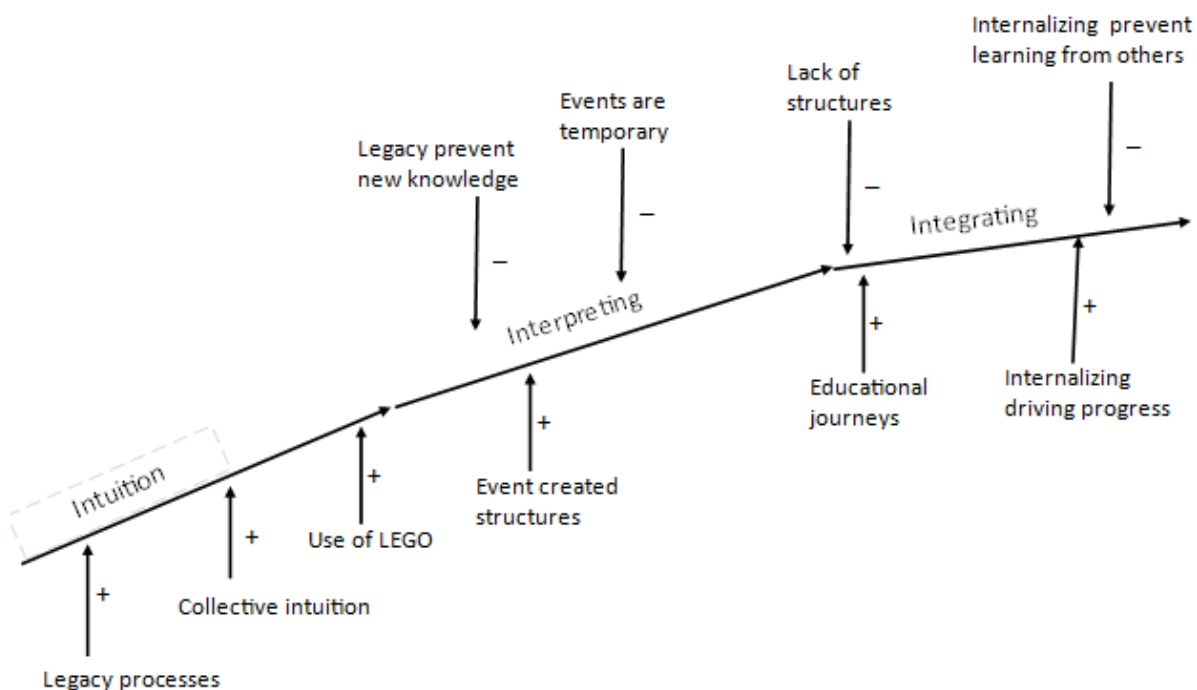 Internalizing prevent
learning from others
Lack of
structures
Events are
temporary
Legacy prevent
new knowledge
–
–
–
–
Integrating
Interpreting
+
+
Educational
journeys
Internalizing
driving progress
+
Intuition
+
Event created
structures
+
Use of LEGO
+
Collective intuition
Legacy processes